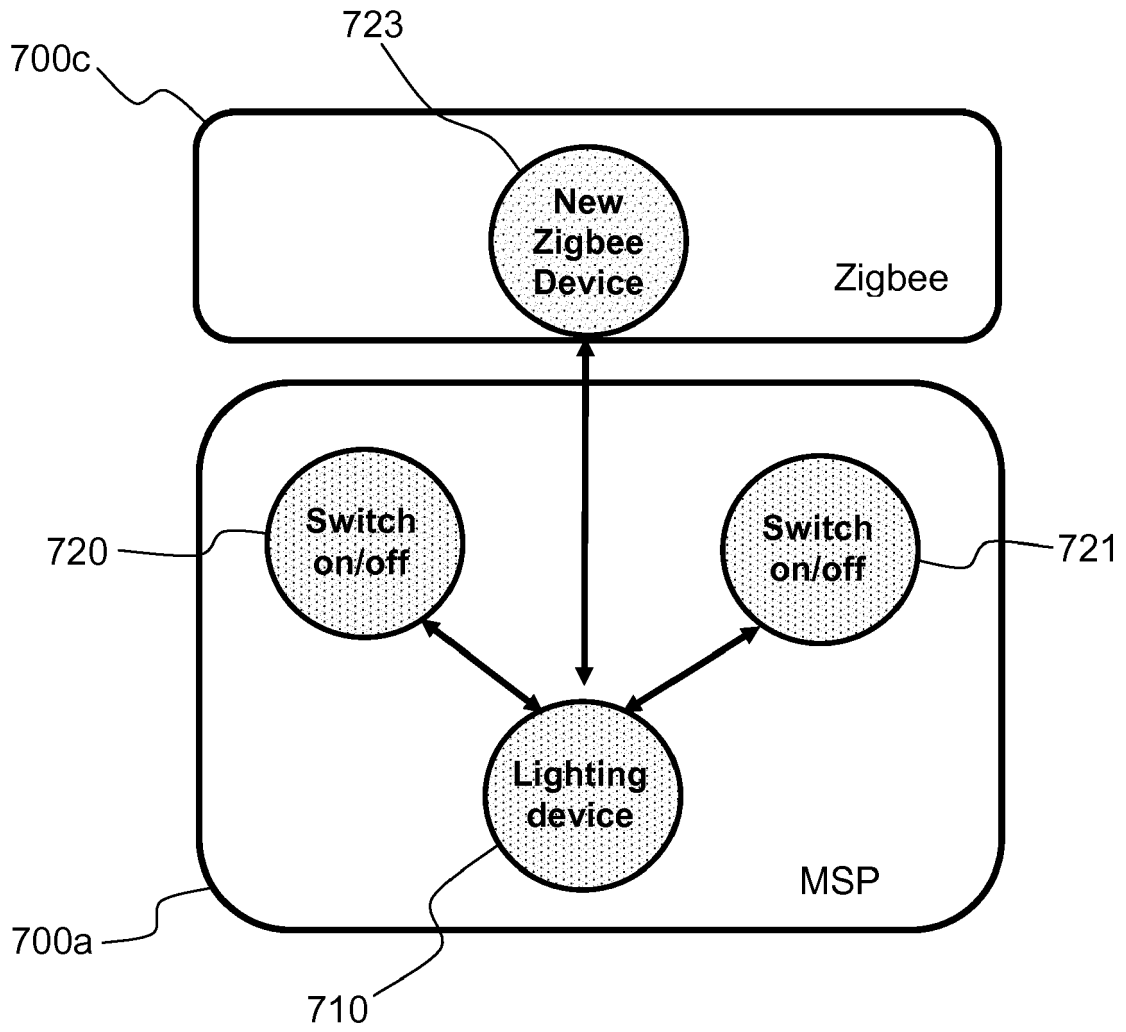 723
700c
New
Zigbee
Device
Zigbee
Switch
on/off
Switch
on/off
720
721
Lighting
device
MSP
700a
710